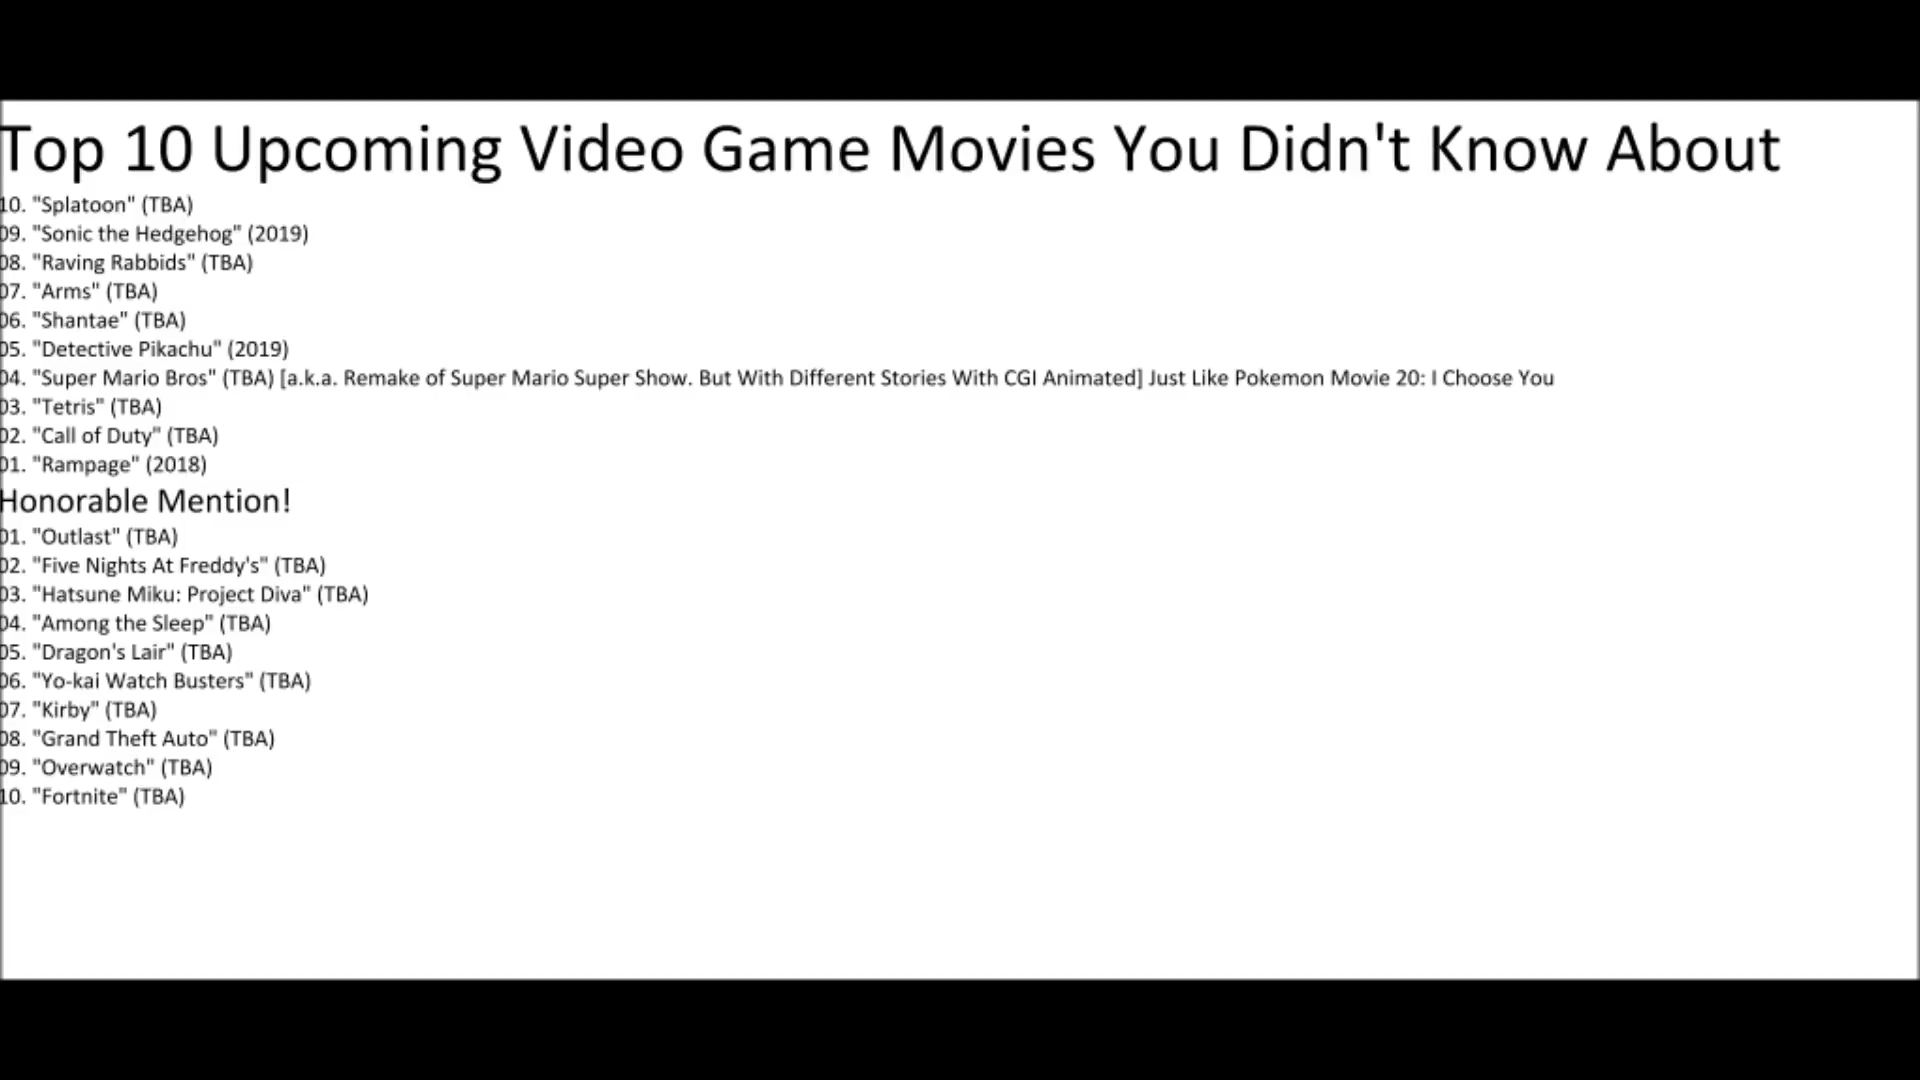 Top 10 Upcoming Video Game Movies You Didn't Know About
10. "Splatoon" (TBA)
09. "Sonic the Hedgehog" (2019)
08. "Raving Rabbids" (TBA)
07. "Arms" (TBA)
06. "Shantae" (TBA)
05. "Detective Pikachu" (2019)
04. "Super Mario Bros" (TBA) [a.k.a. Remake of Super Mario Super Show. But With Different Stories With CGI Animated] Just Like Pokemon Movie 20: I Choose You
03. "Tetris" (TBA)
02. "Call of Duty" (TBA)
01. "Rampage" (2018)
Honorable Mention!
01. "Outlast" (TBA)
02. "Five Nights At Freddy's" (TBA)
03. "Hatsune Miku: Project Diva" (TBA)
04. "Among the Sleep" (TBA)
05. "Dragon's Lair" (TBA)
06. "Yo-kai Watch Busters" (TBA)
07. "Kirby" (TBA)
08. "Grand Theft Auto" (TBA)
09. "Overwatch" (TBA)
10. "Fortnite" (TBA)